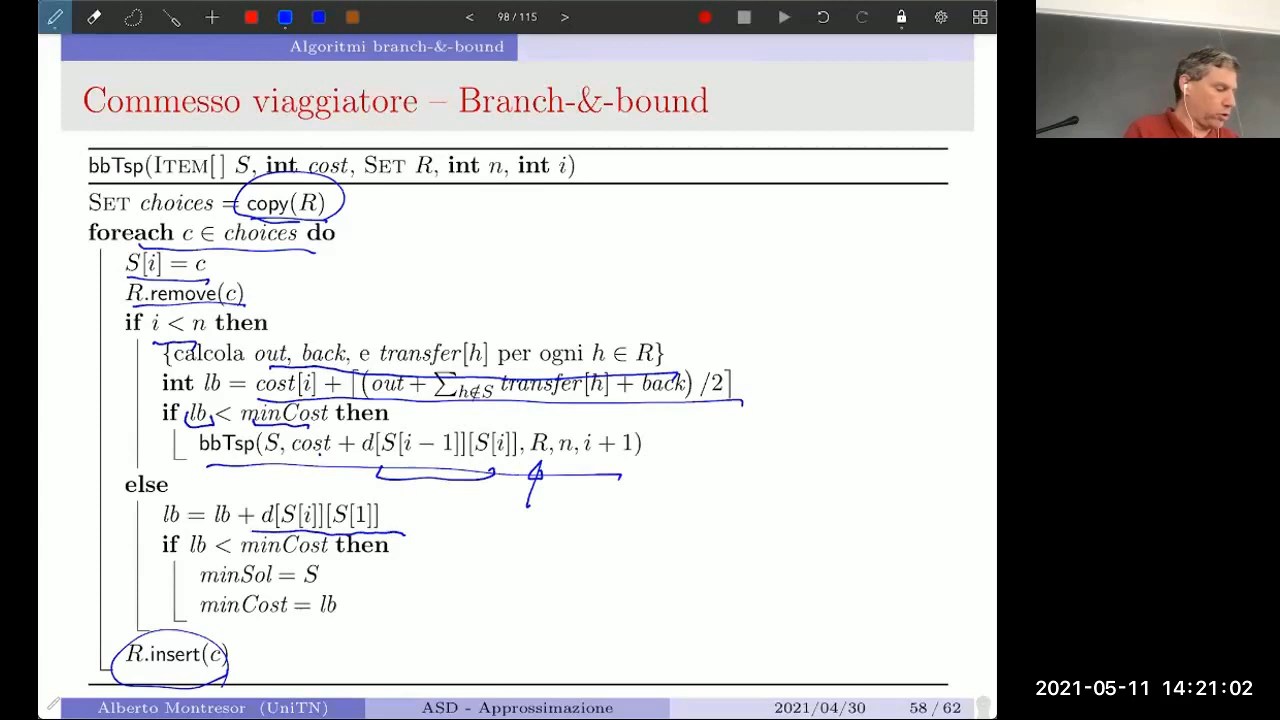 98 / 115
Algoritmi branch-&-bound
Commesso viaggiatore – Branch-&-bound
bbTsp(ITEM[ ] S, int cost, SET R, int n, int i)
SET choices = copy(R)
foreach c ∈ choices do
S[i] = c
R.remove(c)
if i < n then
{calcola out, back, e transfer[h] per ogni h ∈ R}
int lb = cost[i] + ⌈(out + ∑h∉S transfer[h] + back) /2⌉
if lb < minCost then
bbTsp(S, cost + d[S[i − 1]][S[i]], R, n, i + 1)
else
lb = lb + d[S[i]][S[1]]
if lb < minCost then
minSol = S
minCost = lb
R.insert(c)
Alberto Montresor (UniTN) ASD - Approssimazione 2021/04/30 58 / 62
2021-05-11 14:21:02